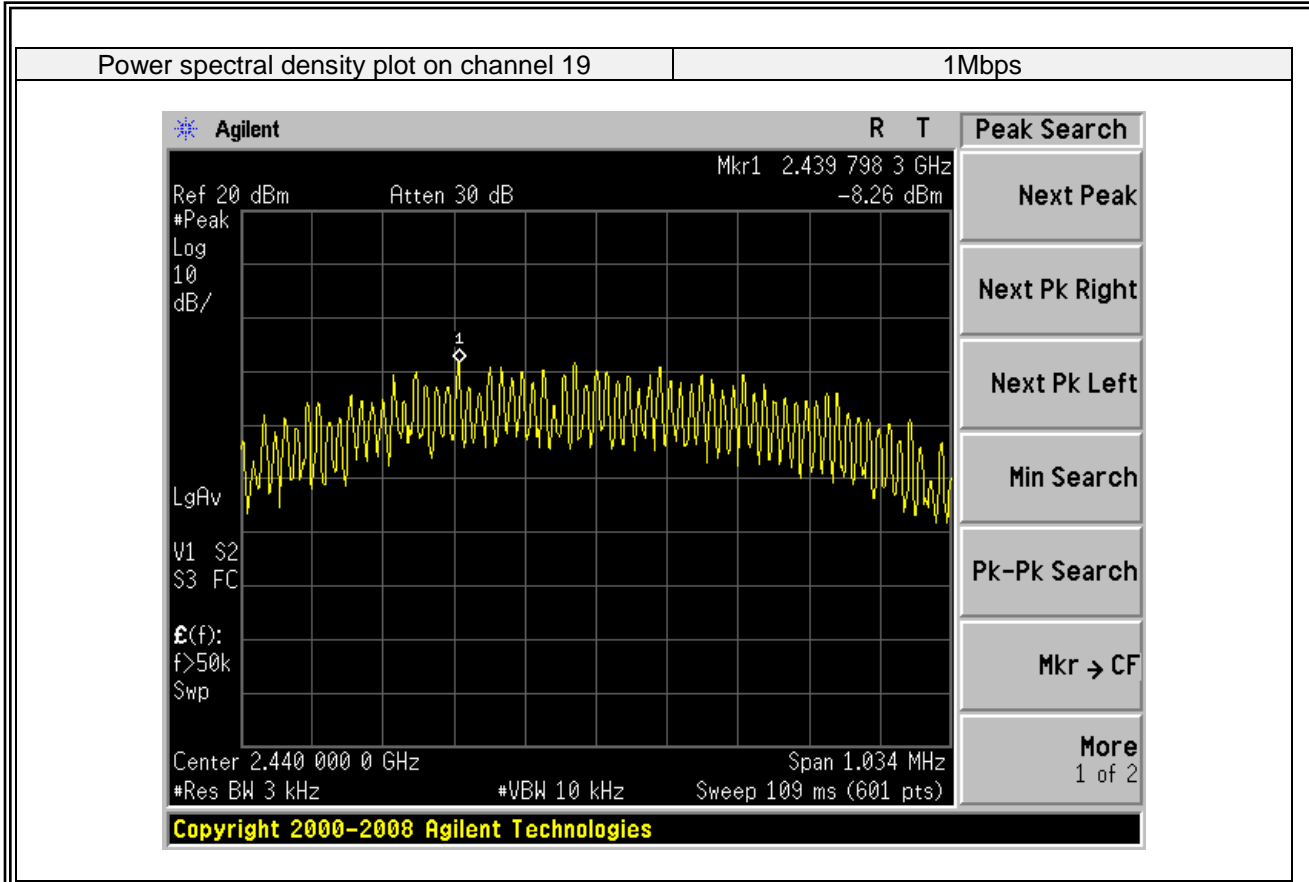 Power spectral density plot on channel 19 1Mbps
Agilent R T Peak Search
Mkr1 2.439 798 3 GHz
Ref 20 dBm Atten 30 dB -8.26 dBm
#Peak
Log
10
dB/
1
LgAv
V1 S2
S3 FC
£(f):
f>50k
Swp
Center 2.440 000 0 GHz Span 1.034 MHz
#Res BW 3 kHz #VBW 10 kHz Sweep 109 ms (601 pts)
Next Peak
Next Pk Right
Next Pk Left
Min Search
Pk-Pk Search
Mkr → CF
More
1 of 2
Copyright 2000-2008 Agilent Technologies